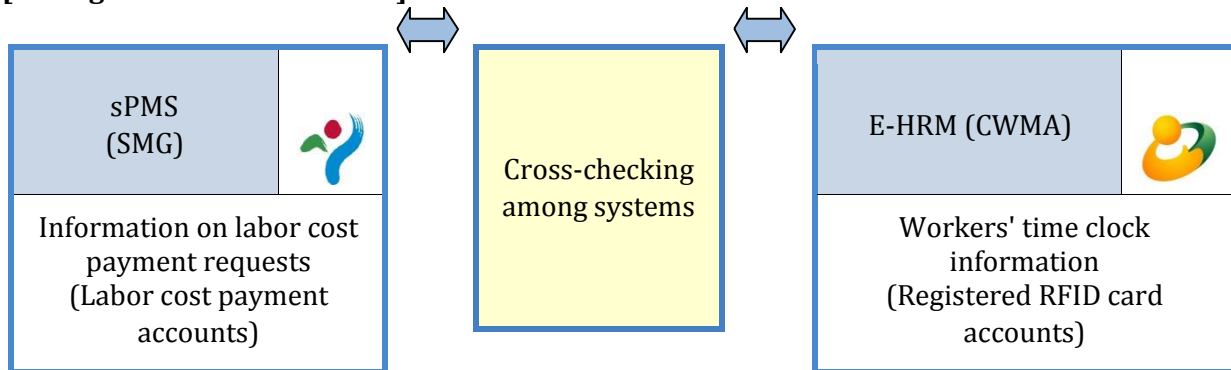 sPMS
(SMG)
Information on labor cost
payment requests
(Labor cost payment
accounts)
Cross-checking
among systems
E-HRM (CWMA)
Workers' time clock
information
(Registered RFID card
accounts)